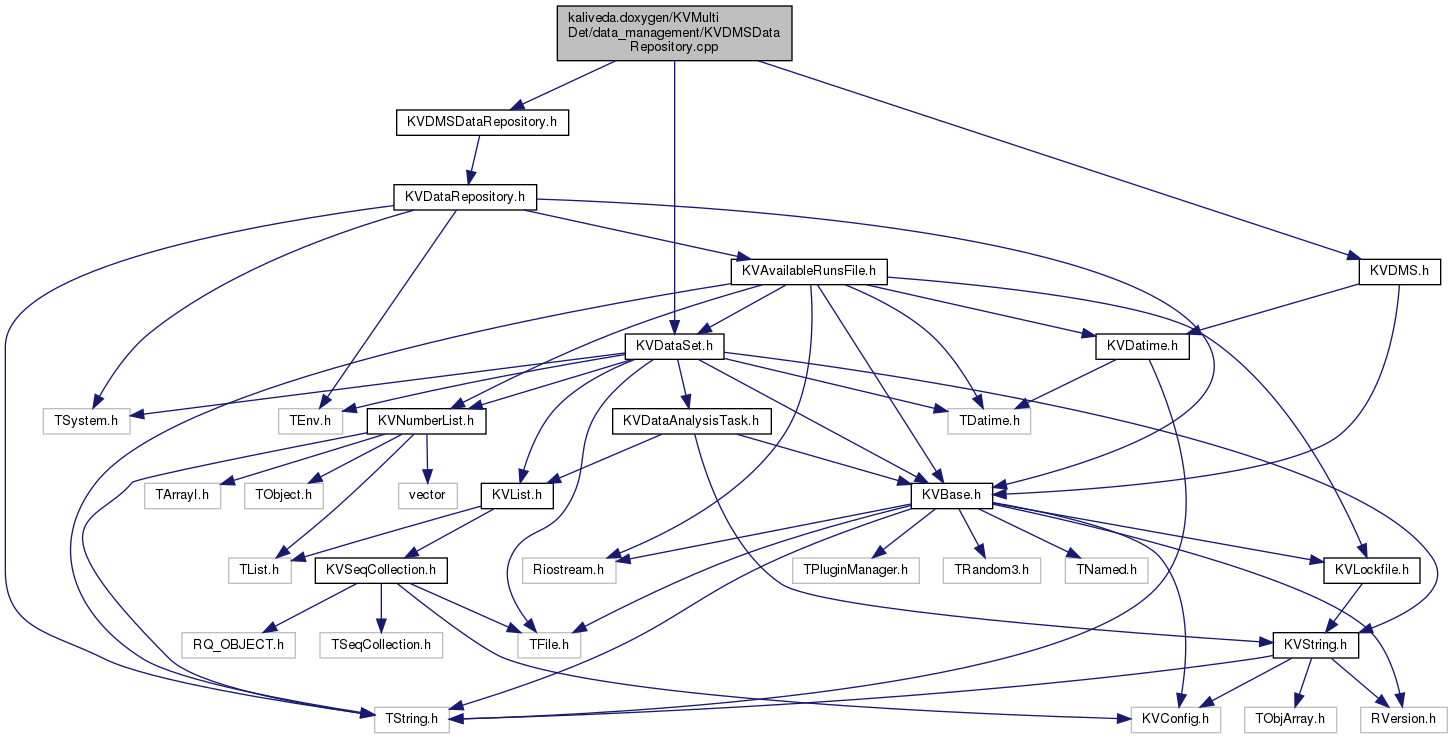 kaliveda.doxygen/KVMulti
Det/data_management/KVDMSData
Repository.cpp
KVDMSDataRepository.h
KVDataRepository.h
KVAvailableRunsFile.h
KVDMS.h
KVDataSet.h
KVDatime.h
TSystem.h
TEnv.h
KVNumberList.h
KVDataAnalysisTask.h
TDatime.h
TArrayI.h
TObject.h
vector
KVList.h
KVBase.h
TList.h
KVSeqCollection.h
Riostream.h
TPluginManager.h
TRandom3.h
TNamed.h
KVLockfile.h
RQ_OBJECT.h
TSeqCollection.h
TFile.h
KVString.h
TString.h
KVConfig.h
TObjArray.h
RVersion.h